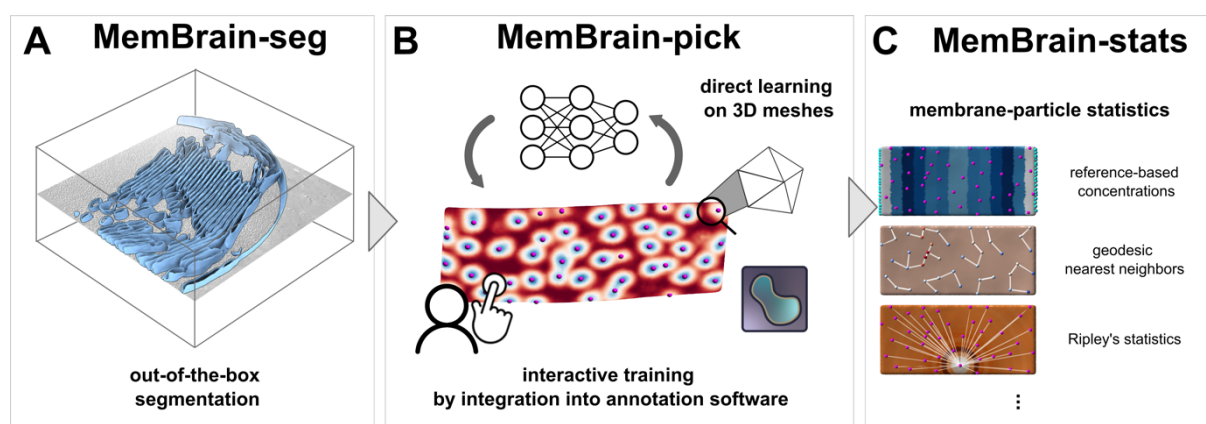 A MemBrain-seg
out-of-the-box
segmentation
B MemBrain-pick
direct learning
on 3D meshes
interactive training
by integration into annotation software
C MemBrain-stats
membrane-particle statistics
reference-based
concentrations
geodesic
nearest neighbors
Ripley's statistics
⋮